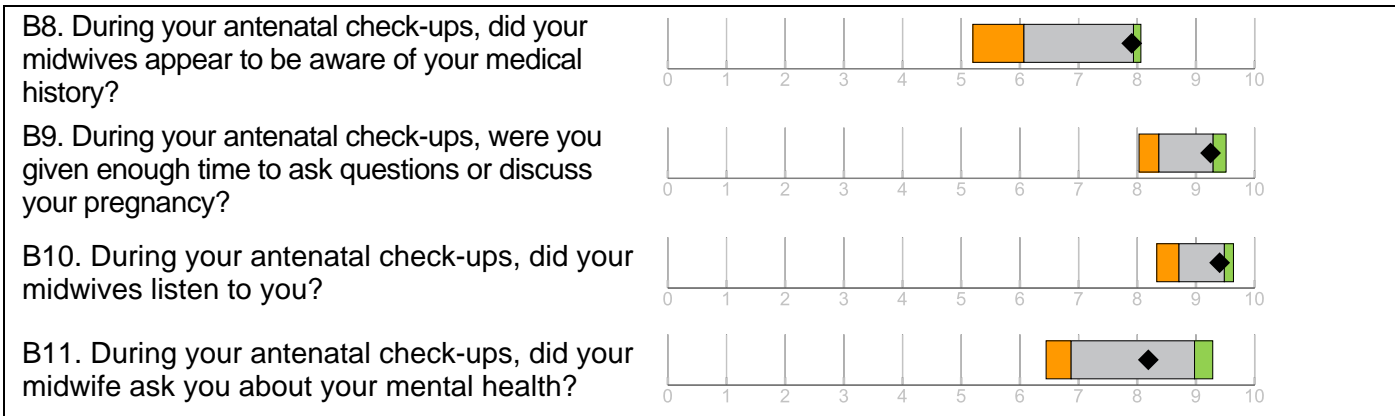 B8. During your antenatal check-ups, did your
midwives appear to be aware of your medical
history?
0 1 2 3 4 5 6 7 8 9 10
B9. During your antenatal check-ups, were you
given enough time to ask questions or discuss
your pregnancy?
0 1 2 3 4 5 6 7 8 9 10
B10. During your antenatal check-ups, did your
midwives listen to you?
0 1 2 3 4 5 6 7 8 9 10
B11. During your antenatal check-ups, did your
midwife ask you about your mental health?
0 1 2 3 4 5 6 7 8 9 10